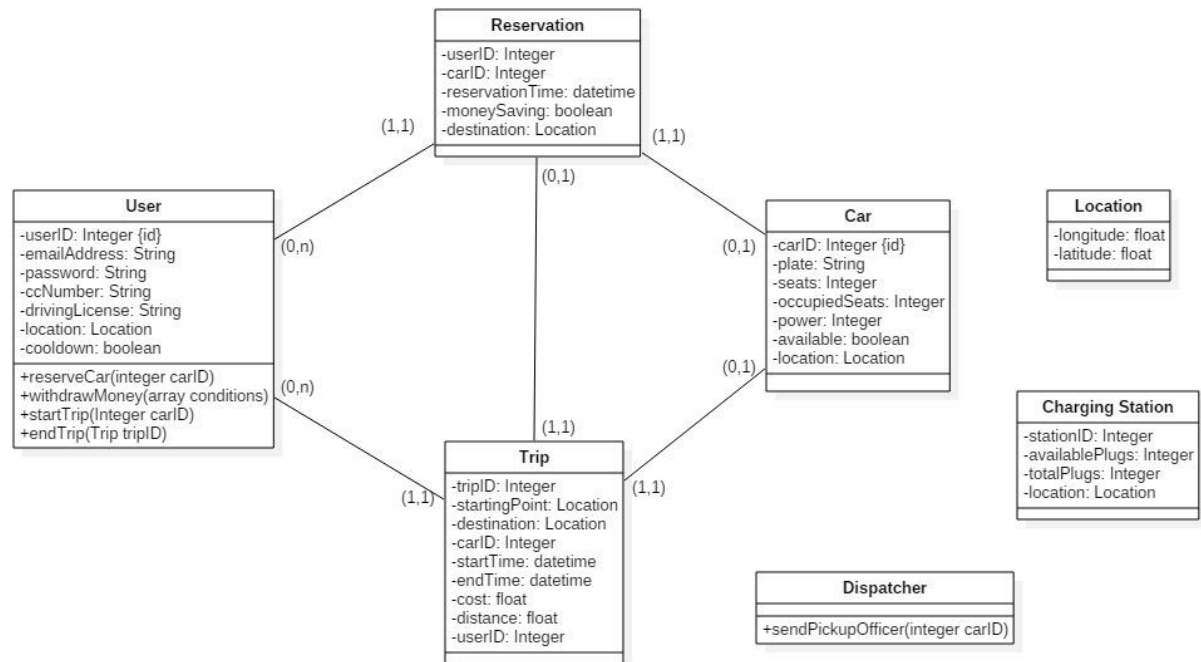 Reservation
-userID: Integer
-carID: Integer
-reservationTime: datetime
-moneySaving: boolean
-destination: Location
(1,1)
(1,1)
(0,1)
User
-userID: Integer {id}
-emailAddress: String
-password: String
-ccNumber: String
-drivingLicense: String
-location: Location
-cooldown: boolean
+reserveCar(integer carID)
+withdrawMoney(array conditions)
+startTrip(Integer carID)
+endTrip(Trip tripID)
(0,n)
(0,n)
Car
-carID: Integer {id}
-plate: String
-seats: Integer
-occupiedSeats: Integer
-power: Integer
-available: boolean
-location: Location
(0,1)
(0,1)
Location
-longitude: float
-latitude: float
Charging Station
-stationID: Integer
-availablePlugs: Integer
-totalPlugs: Integer
-location: Location
(1,1)
(1,1)
(1,1)
Trip
-tripID: Integer
-startingPoint: Location
-destination: Location
-carID: Integer
-startTime: datetime
-endTime: datetime
-cost: float
-distance: float
-userID: Integer
Dispatcher
+sendPickupOfficer(integer carID)